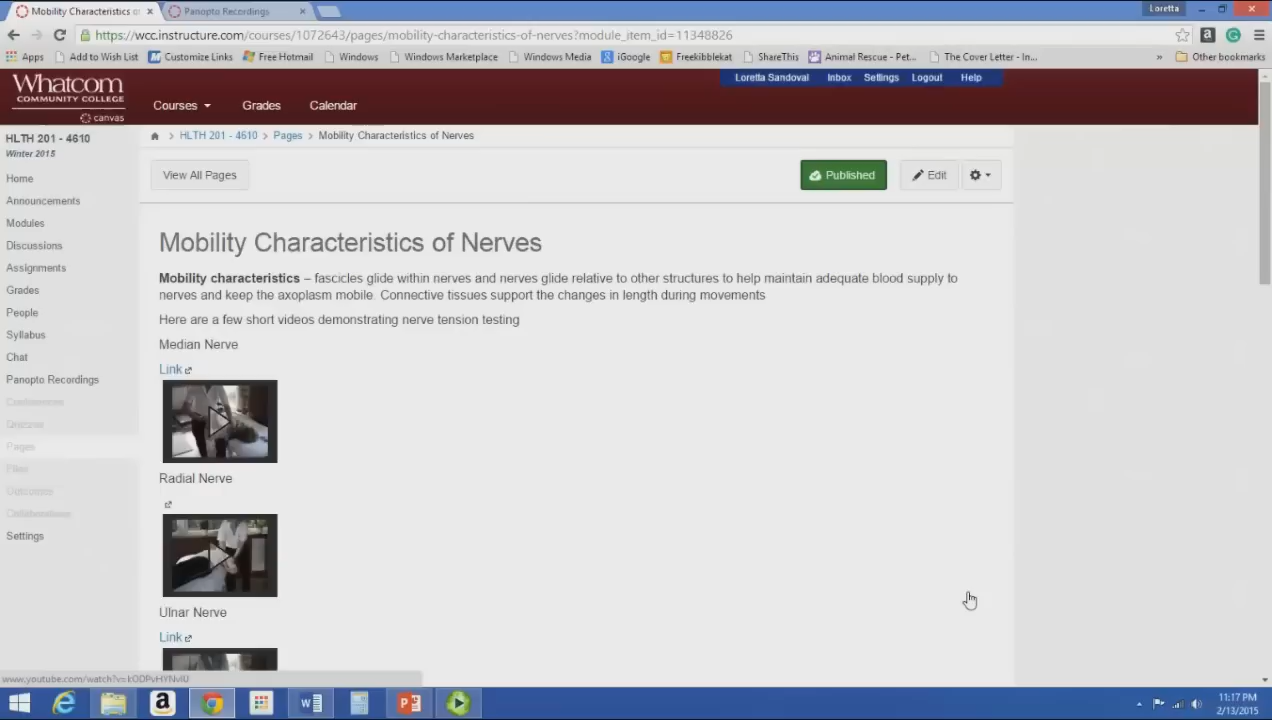 Mobility Characteristics o
Panopto Recordings
Loretta
https://wcc.instructure.com/courses/1072643/pages/mobility-characteristics-of-nerves?module_item_id=11348826
Apps
Add to Wish List
Customize Links
Free Hotmail
Windows
Windows Marketplace
Windows Media
iGoogle
Freekibblekat
ShareThis
Animal Rescue - Pet...
The Cover Letter - In...
»
Other bookmarks
Whatcom
COMMUNITY COLLEGE
canvas
Courses
Grades
Calendar
Loretta Sandoval
Inbox
Settings
Logout
Help
HLTH 201 - 4610
Winter 2015
Home
Announcements
Modules
Discussions
Assignments
Grades
People
Syllabus
Chat
Panopto Recordings
Conferences
Quizzes
Pages
Files
Outcomes
Collaborations
Settings
> HLTH 201 - 4610 > Pages > Mobility Characteristics of Nerves
View All Pages
Published
Edit
Mobility Characteristics of Nerves
Mobility characteristics – fascicles glide within nerves and nerves glide relative to other structures to help maintain adequate blood supply to
nerves and keep the axoplasm mobile. Connective tissues support the changes in length during movements
Here are a few short videos demonstrating nerve tension testing
Median Nerve
Link
Radial Nerve
Ulnar Nerve
Link
11:17 PM
2/13/2015